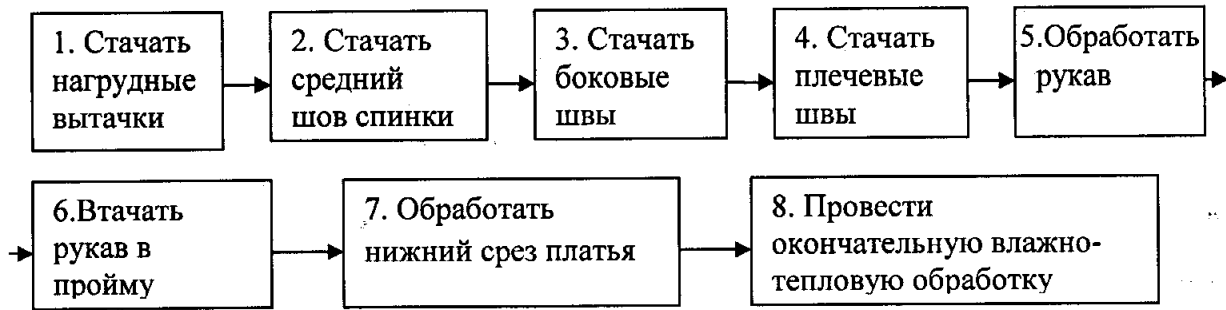 1. Стачать
нагрудные
вытачки
2. Стачать
средний
шов спинки
3. Стачать
боковые
швы
4. Стачать
плечевые
швы
5.Обработать
рукав
6.Втачать
рукав в
пройму
7. Обработать
нижний срез платья
8. Провести
окончательную влажно-
тепловую обработку